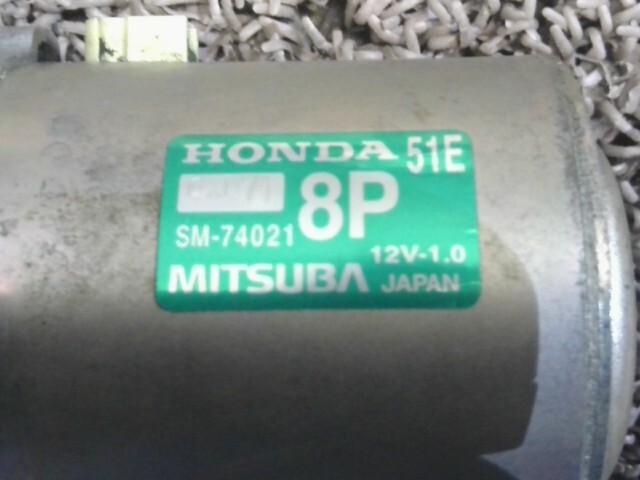 HONDA 51E
8P
SM-74021
12V-1.0
MITSUBA JAPAN